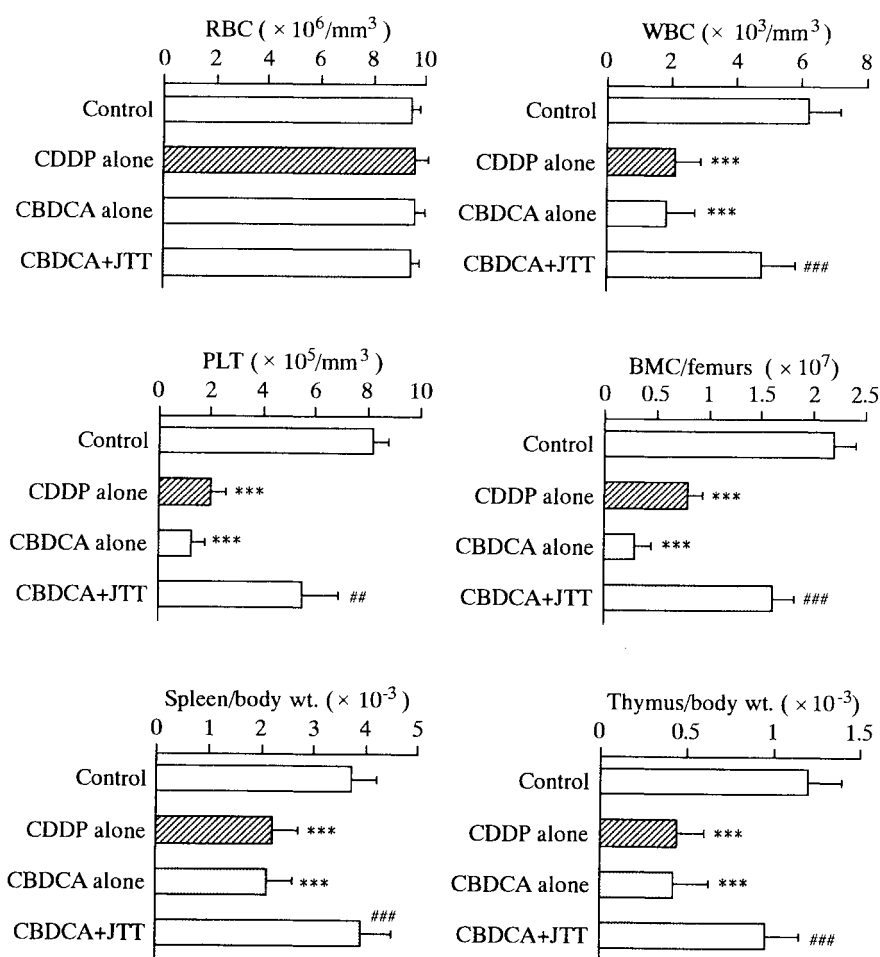 RBC ( × 10⁶/mm³ )
0 2 4 6 8 10
Control
CDDP alone
CBDCA alone
CBDCA+JTT
WBC ( × 10³/mm³ )
0 2 4 6 8
Control
CDDP alone ***
CBDCA alone ***
CBDCA+JTT ###
PLT ( × 10⁵/mm³ )
0 2 4 6 8 10
Control
CDDP alone ***
CBDCA alone ***
CBDCA+JTT ##
BMC/femurs ( × 10⁷)
0 0.5 1 1.5 2 2.5
Control
CDDP alone ***
CBDCA alone ***
CBDCA+JTT ###
Spleen/body wt. ( × 10⁻³)
0 1 2 3 4 5
Control
CDDP alone ***
CBDCA alone ***
CBDCA+JTT ###
Thymus/body wt. ( × 10⁻³)
0 0.5 1 1.5
Control
CDDP alone ***
CBDCA alone ***
CBDCA+JTT ###